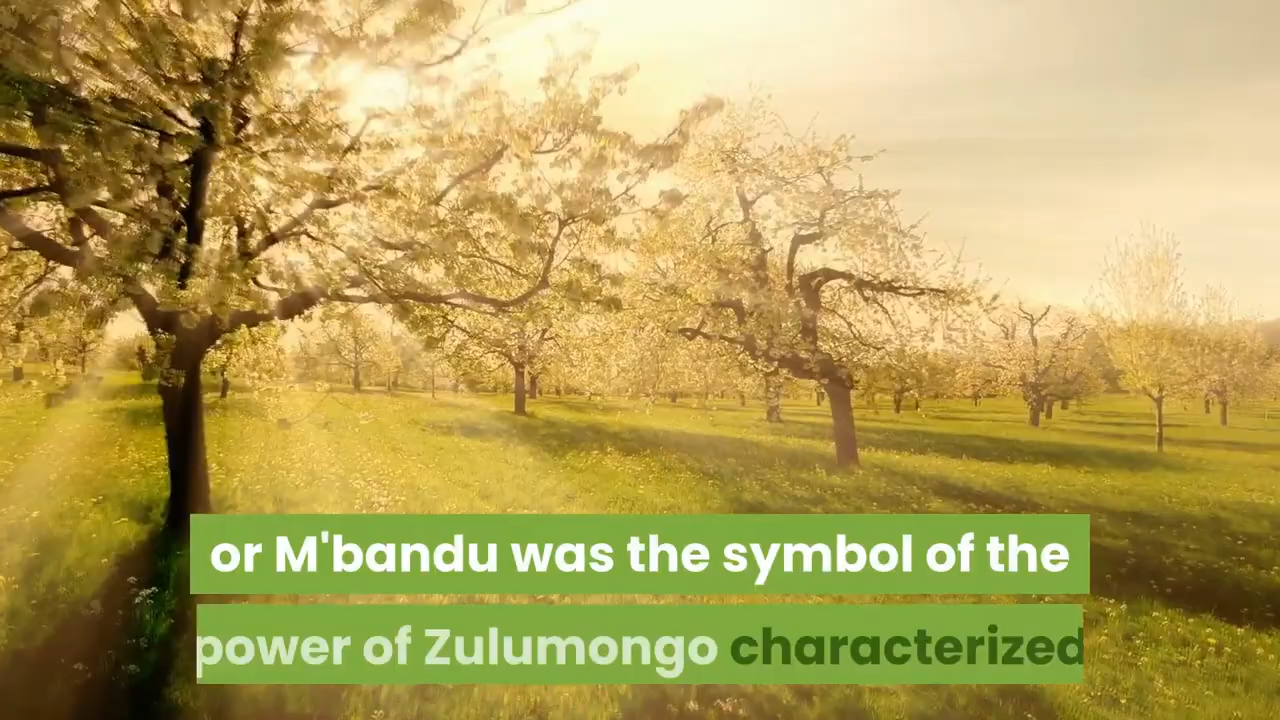 or M'bandu was the symbol of the
power of Zulumongo characterized